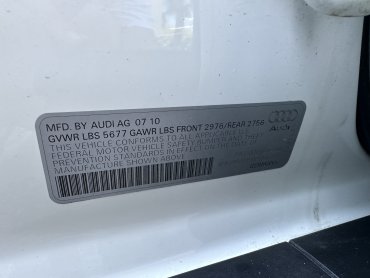 MFD. BY AUDI AG 07 10
GVWR LBS 5677 GAWR LBS FRONT 2976/REAR 2756
THIS VEHICLE CONFORMS TO ALL APPLICABLE U.S.
FEDERAL MOTOR VEHICLE SAFETY, BUMPER AND THEFT
PREVENTION STANDARDS IN EFFECT ON THE DATE OF
MANUFACTURE SHOWN ABOVE
Audi